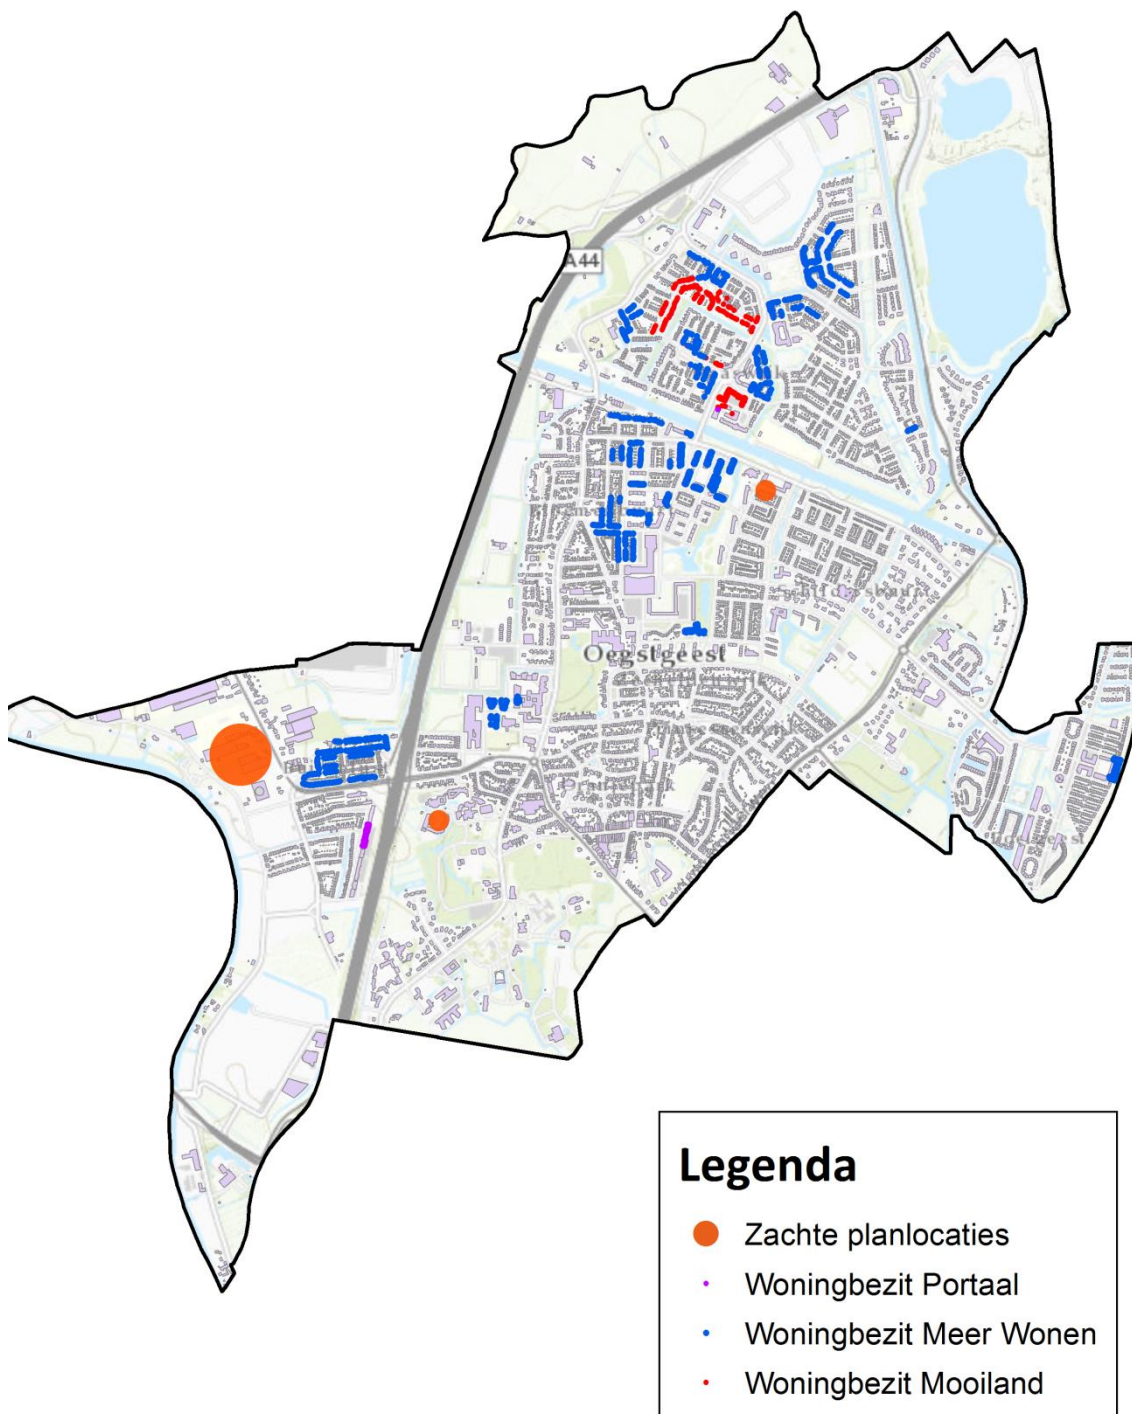 A44
Oegstgeest
Legenda
Zachte planlocaties
Woningbezit Portaal
Woningbezit Meer Wonen
Woningbezit Mooiland